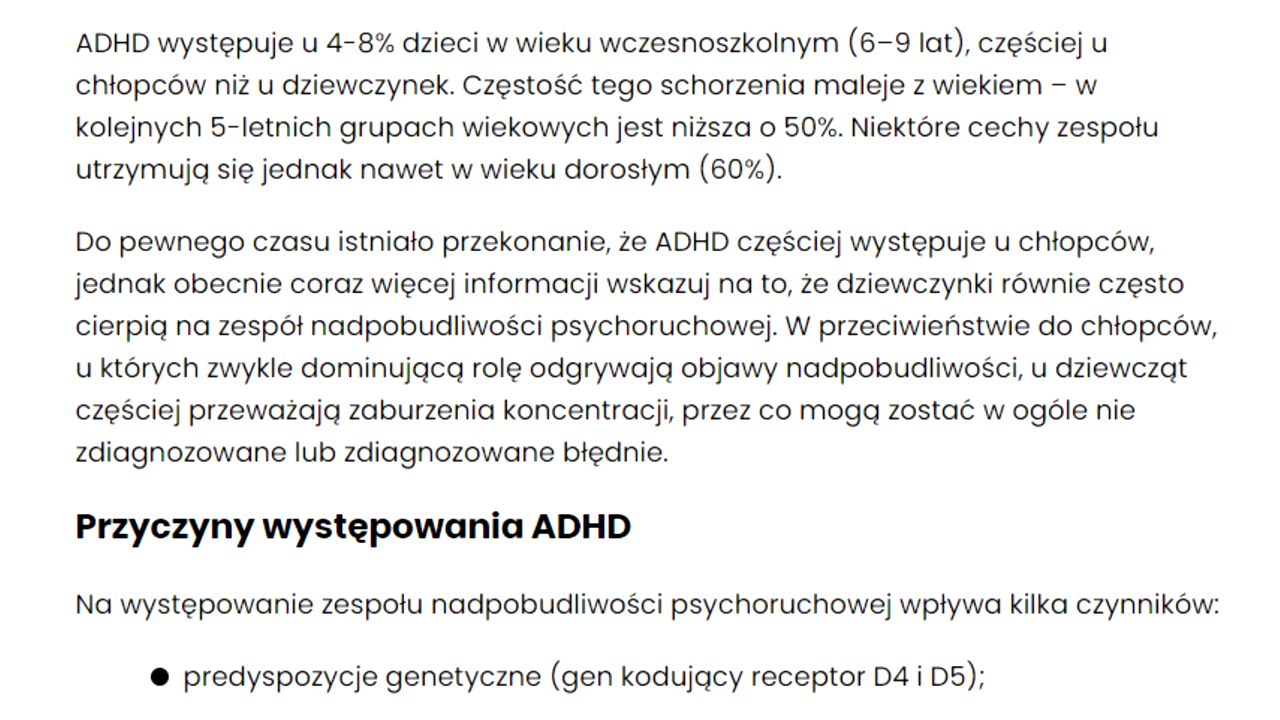 ADHD występuje u 4-8% dzieci w wieku wczesnoszkolnym (6–9 lat), częściej u
chłopców niż u dziewczynek. Częstość tego schorzenia maleje z wiekiem – w
kolejnych 5-letnich grupach wiekowych jest niższa o 50%. Niektóre cechy zespołu
utrzymują się jednak nawet w wieku dorosłym (60%).
Do pewnego czasu istniało przekonanie, że ADHD częściej występuje u chłopców,
jednak obecnie coraz więcej informacji wskazuj na to, że dziewczynki równie często
cierpią na zespół nadpobudliwości psychoruchowej. W przeciwieństwie do chłopców,
u których zwykle dominującą rolę odgrywają objawy nadpobudliwości, u dziewcząt
częściej przeważają zaburzenia koncentracji, przez co mogą zostać w ogóle nie
zdiagnozowane lub zdiagnozowane błędnie.
Przyczyny występowania ADHD
Na występowanie zespołu nadpobudliwości psychoruchowej wpływa kilka czynników:
● predyspozycje genetyczne (gen kodujący receptor D4 i D5);